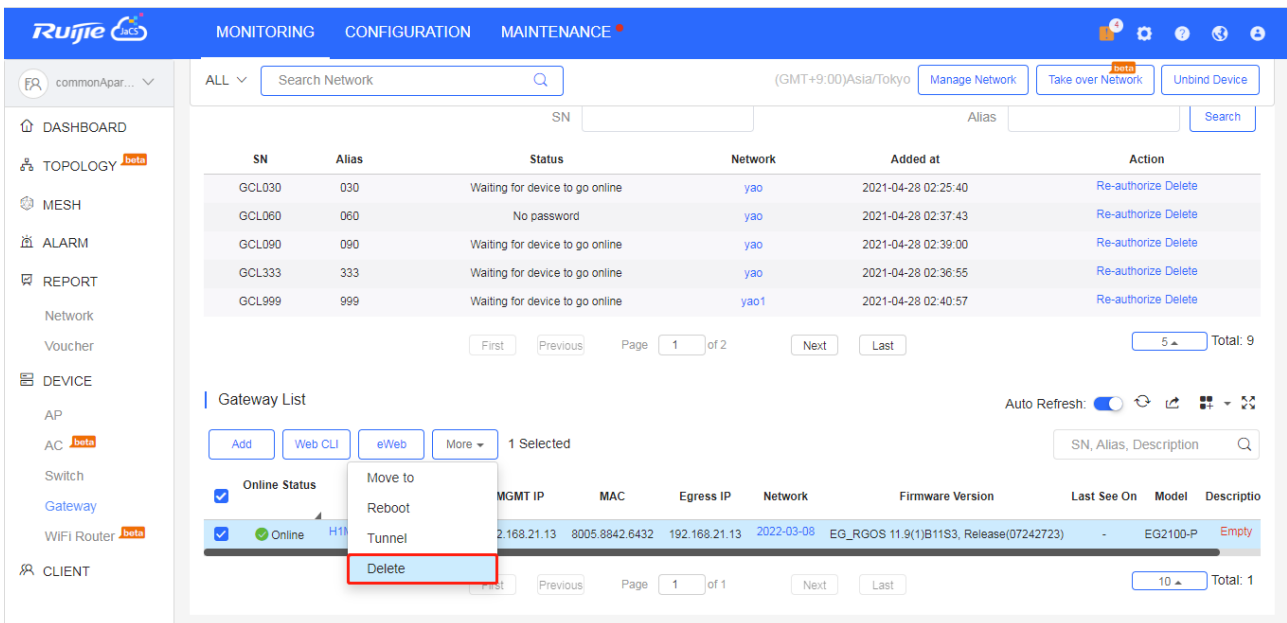 Ruijie JaCS MONITORING CONFIGURATION MAINTENANCE 4
commonApar... ALL Search Network (GMT+9:00)Asia/Tokyo Manage Network Take over Network beta Unbind Device
SN Alias Search
DASHBOARD
TOPOLOGY beta
MESH
ALARM
REPORT
Network
Voucher
DEVICE
AP
AC beta
Switch
Gateway
WiFi Router beta
CLIENT
SN Alias Status Network Added at Action
GCL030 030 Waiting for device to go online yao 2021-04-28 02:25:40 Re-authorize Delete
GCL060 060 No password yao 2021-04-28 02:37:43 Re-authorize Delete
GCL090 090 Waiting for device to go online yao 2021-04-28 02:39:00 Re-authorize Delete
GCL333 333 Waiting for device to go online yao 2021-04-28 02:36:55 Re-authorize Delete
GCL999 999 Waiting for device to go online yao1 2021-04-28 02:40:57 Re-authorize Delete
First Previous Page 1 of 2 Next Last 5 Total: 9
Gateway List Auto Refresh:
Add Web CLI eWeb More 1 Selected SN, Alias, Description
Move to
Reboot
Tunnel
Delete
Online Status MGMT IP MAC Egress IP Network Firmware Version Last See On Model Descriptio
Online H1M 2.168.21.13 8005.8842.6432 192.168.21.13 2022-03-08 EG_RGOS 11.9(1)B11S3, Release(07242723) - EG2100-P Empty
First Previous Page 1 of 1 Next Last 10 Total: 1